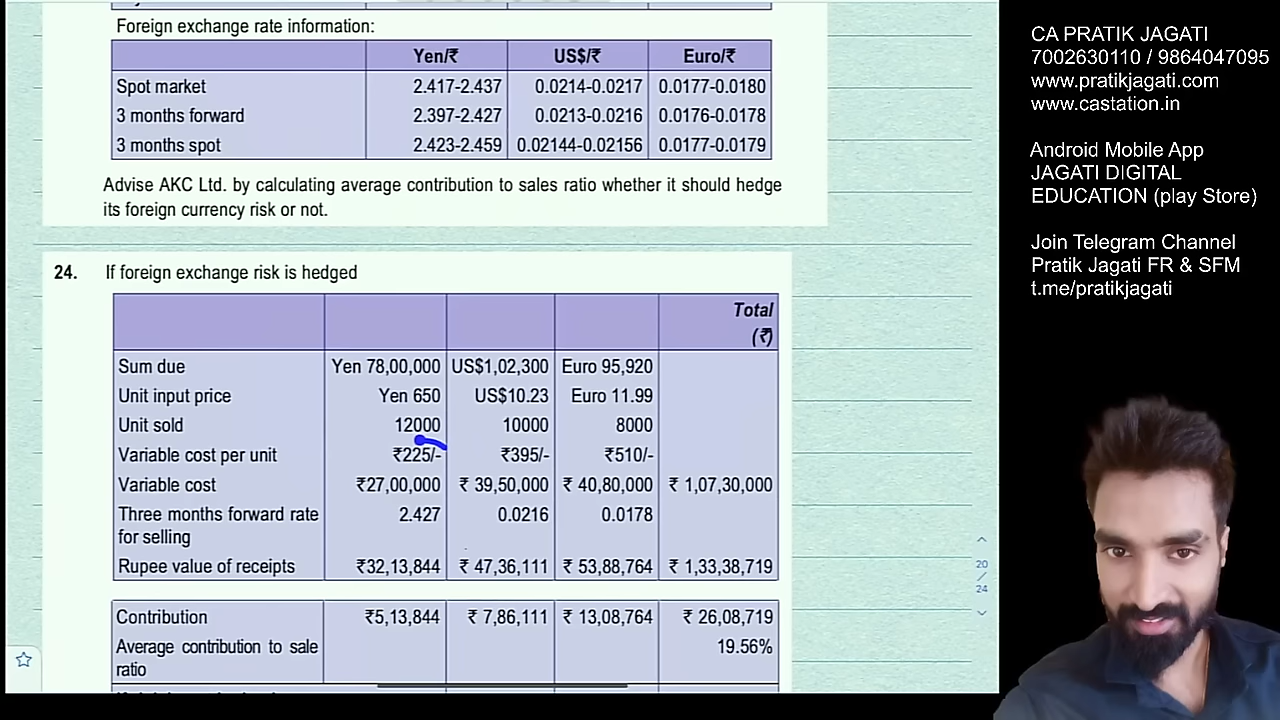 Foreign exchange rate information:
Yen/₹ US$/₹ Euro/₹
Spot market 2.417-2.437 0.0214-0.0217 0.0177-0.0180
3 months forward 2.397-2.427 0.0213-0.0216 0.0176-0.0178
3 months spot 2.423-2.459 0.02144-0.02156 0.0177-0.0179
Advise AKC Ltd. by calculating average contribution to sales ratio whether it should hedge
its foreign currency risk or not.
24. If foreign exchange risk is hedged
Total
(₹)
Sum due Yen 78,00,000 US$1,02,300 Euro 95,920
Unit input price Yen 650 US$10.23 Euro 11.99
Unit sold 12000 10000 8000
Variable cost per unit ₹225/- ₹395/- ₹510/-
Variable cost ₹27,00,000 ₹ 39,50,000 ₹ 40,80,000 ₹ 1,07,30,000
Three months forward rate 2.427 0.0216 0.0178
for selling
Rupee value of receipts ₹32,13,844 ₹ 47,36,111 ₹ 53,88,764 ₹ 1,33,38,719
Contribution ₹5,13,844 ₹ 7,86,111 ₹ 13,08,764 ₹ 26,08,719
Average contribution to sale 19.56%
ratio
20
/
24
CA PRATIK JAGATI
7002630110 / 9864047095
www.pratikjagati.com
www.castation.in
Android Mobile App
JAGATI DIGITAL
EDUCATION (play Store)
Join Telegram Channel
Pratik Jagati FR & SFM
t.me/pratikjagati